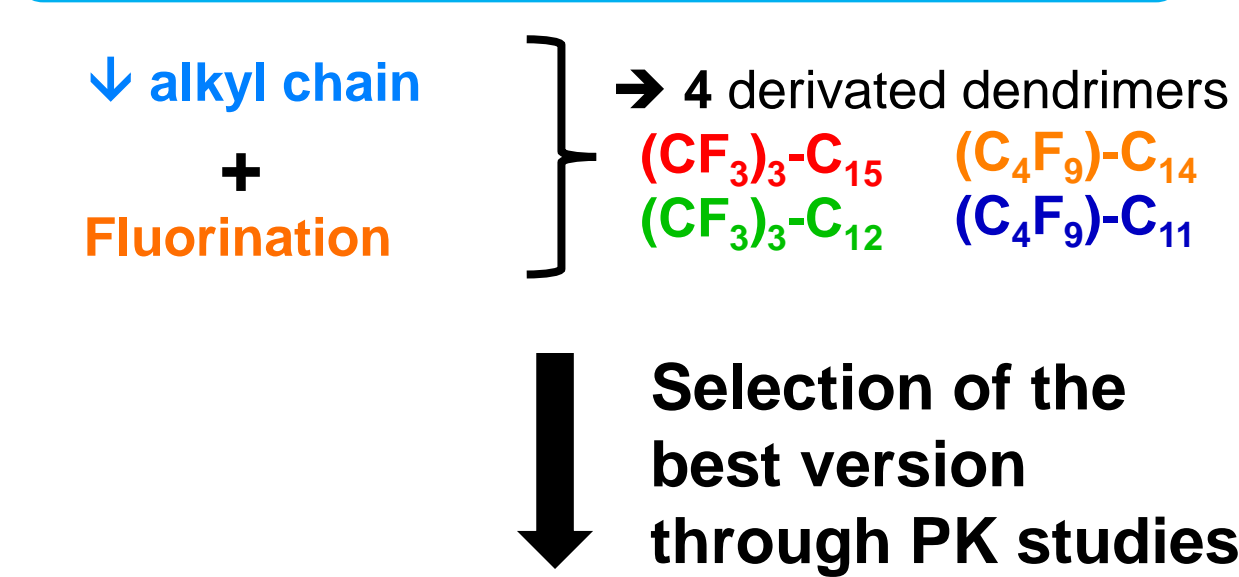 ↓ alkyl chain
+
Fluorination
➔ 4 derivated dendrimers
(CF₃)₃-C₁₅ (C₄F₉)-C₁₄
(CF₃)₃-C₁₂ (C₄F₉)-C₁₁
Selection of the
best version
through PK studies